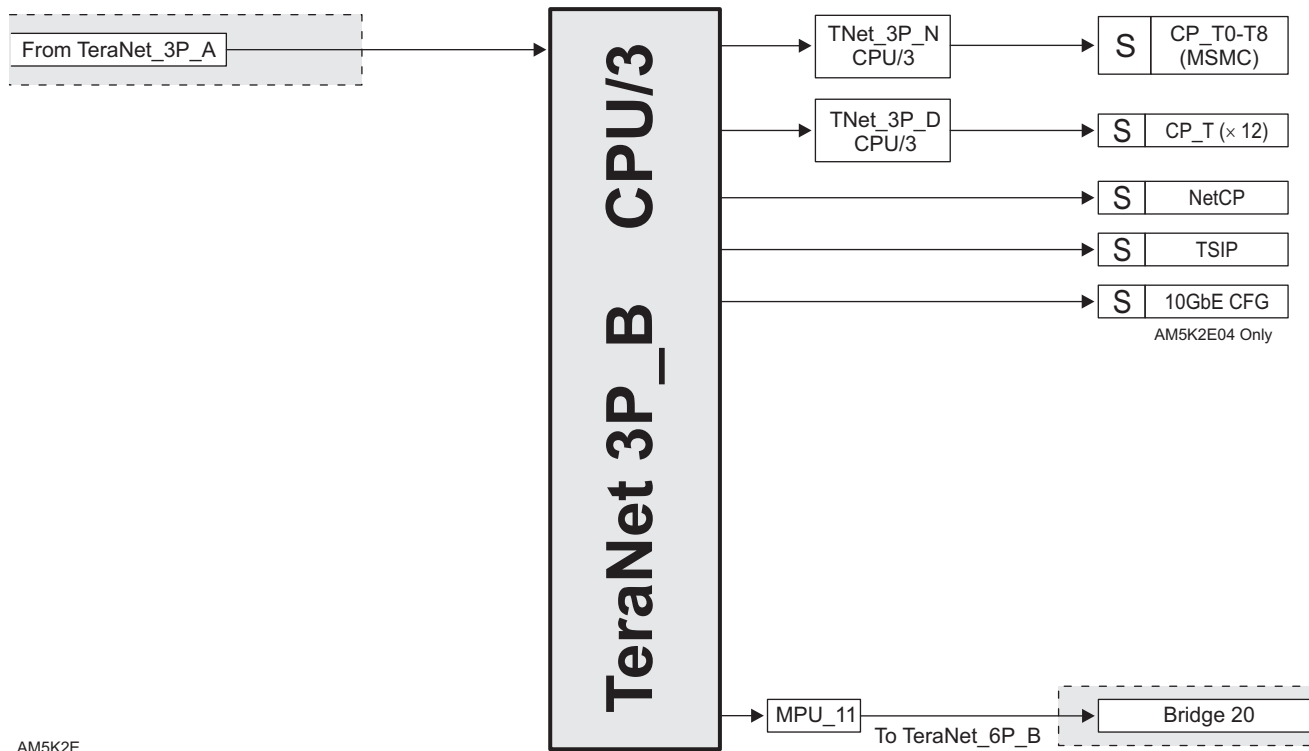 From TeraNet_3P_A
TeraNet 3P_B CPU/3
TNet_3P_N
CPU/3
S
CP_T0-T8
(MSMC)
TNet_3P_D
CPU/3
S
CP_T (× 12)
S
NetCP
S
TSIP
S
10GbE CFG
AM5K2E04 Only
MPU_11
To TeraNet_6P_B
Bridge 20
AM5K2E